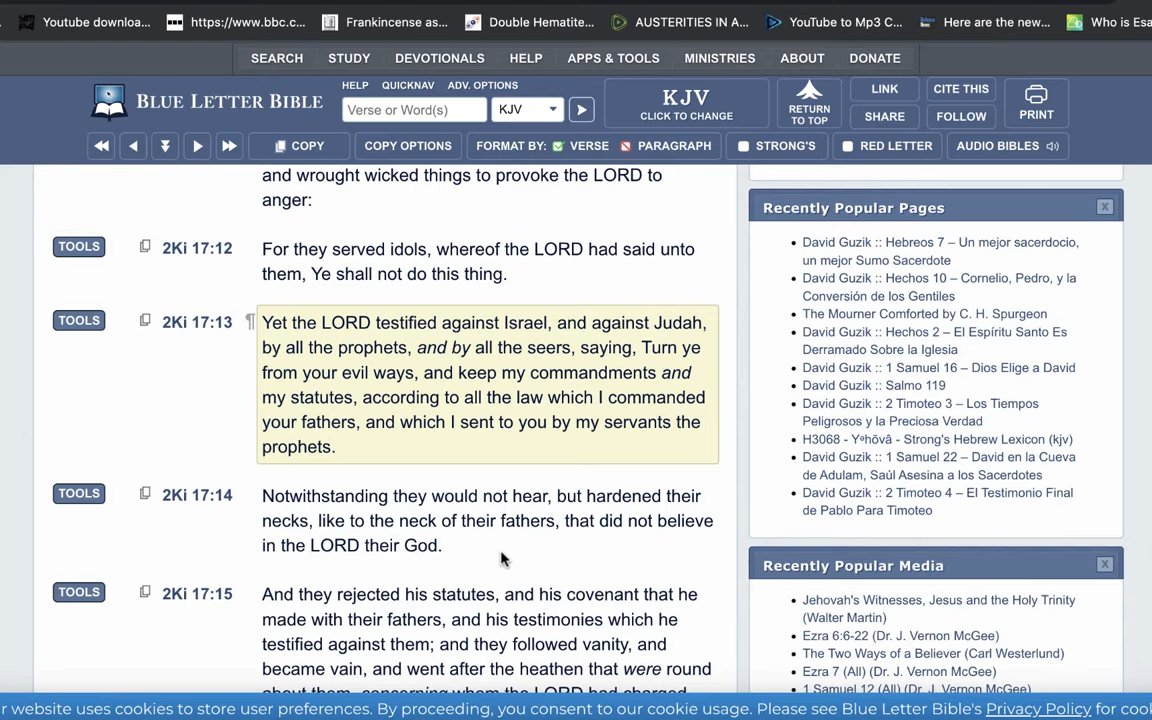 Youtube downloa...
https://www.bbc.c...
Frankincense as...
Double Hematite...
AUSTERITIES IN A...
YouTube to Mp3 C...
Here are the new...
Who is Esa
SEARCH STUDY DEVOTIONALS HELP APPS & TOOLS MINISTRIES ABOUT DONATE
BLUE LETTER BIBLE
HELP QUICKNAV ADV. OPTIONS
Verse or Word(s)
KJV
KJV
CLICK TO CHANGE
RETURN
TO TOP
LINK
CITE THIS
SHARE
FOLLOW
PRINT
COPY
COPY OPTIONS
FORMAT BY: VERSE PARAGRAPH
STRONG'S
RED LETTER
AUDIO BIBLES
and wrought wicked things to provoke the LORD to
anger:
TOOLS 2Ki 17:12 For they served idols, whereof the LORD had said unto
them, Ye shall not do this thing.
TOOLS 2Ki 17:13 ¶ Yet the LORD testified against Israel, and against Judah,
by all the prophets, and by all the seers, saying, Turn ye
from your evil ways, and keep my commandments and
my statutes, according to all the law which I commanded
your fathers, and which I sent to you by my servants the
prophets.
TOOLS 2Ki 17:14 Notwithstanding they would not hear, but hardened their
necks, like to the neck of their fathers, that did not believe
in the LORD their God.
TOOLS 2Ki 17:15 And they rejected his statutes, and his covenant that he
made with their fathers, and his testimonies which he
testified against them; and they followed vanity, and
became vain, and went after the heathen that were round
about them, concerning whom the LORD had charged
Recently Popular Pages
X
David Guzik :: Hebreos 7 – Un mejor sacerdocio,
un mejor Sumo Sacerdote
David Guzik :: Hechos 10 – Cornelio, Pedro, y la
Conversión de los Gentiles
The Mourner Comforted by C. H. Spurgeon
David Guzik :: Hechos 2 – El Espíritu Santo Es
Derramado Sobre la Iglesia
David Guzik :: 1 Samuel 16 – Dios Elige a David
David Guzik :: Salmo 119
David Guzik :: 2 Timoteo 3 – Los Tiempos
Peligrosos y la Preciosa Verdad
H3068 - Yᵊhōvâ - Strong's Hebrew Lexicon (kjv)
David Guzik :: 1 Samuel 22 – David en la Cueva
de Adulam, Saúl Asesina a los Sacerdotes
David Guzik :: 2 Timoteo 4 – El Testimonio Final
de Pablo Para Timoteo
Recently Popular Media
X
Jehovah's Witnesses, Jesus and the Holy Trinity
(Walter Martin)
Ezra 6:6-22 (Dr. J. Vernon McGee)
The Two Ways of a Believer (Carl Westerlund)
Ezra 7 (All) (Dr. J. Vernon McGee)
1 Samuel 12 (All) (Dr. J. Vernon McGee)
r website uses cookies to store user preferences. By proceeding, you consent to our cookie usage. Please see Blue Letter Bible's Privacy Policy for cook